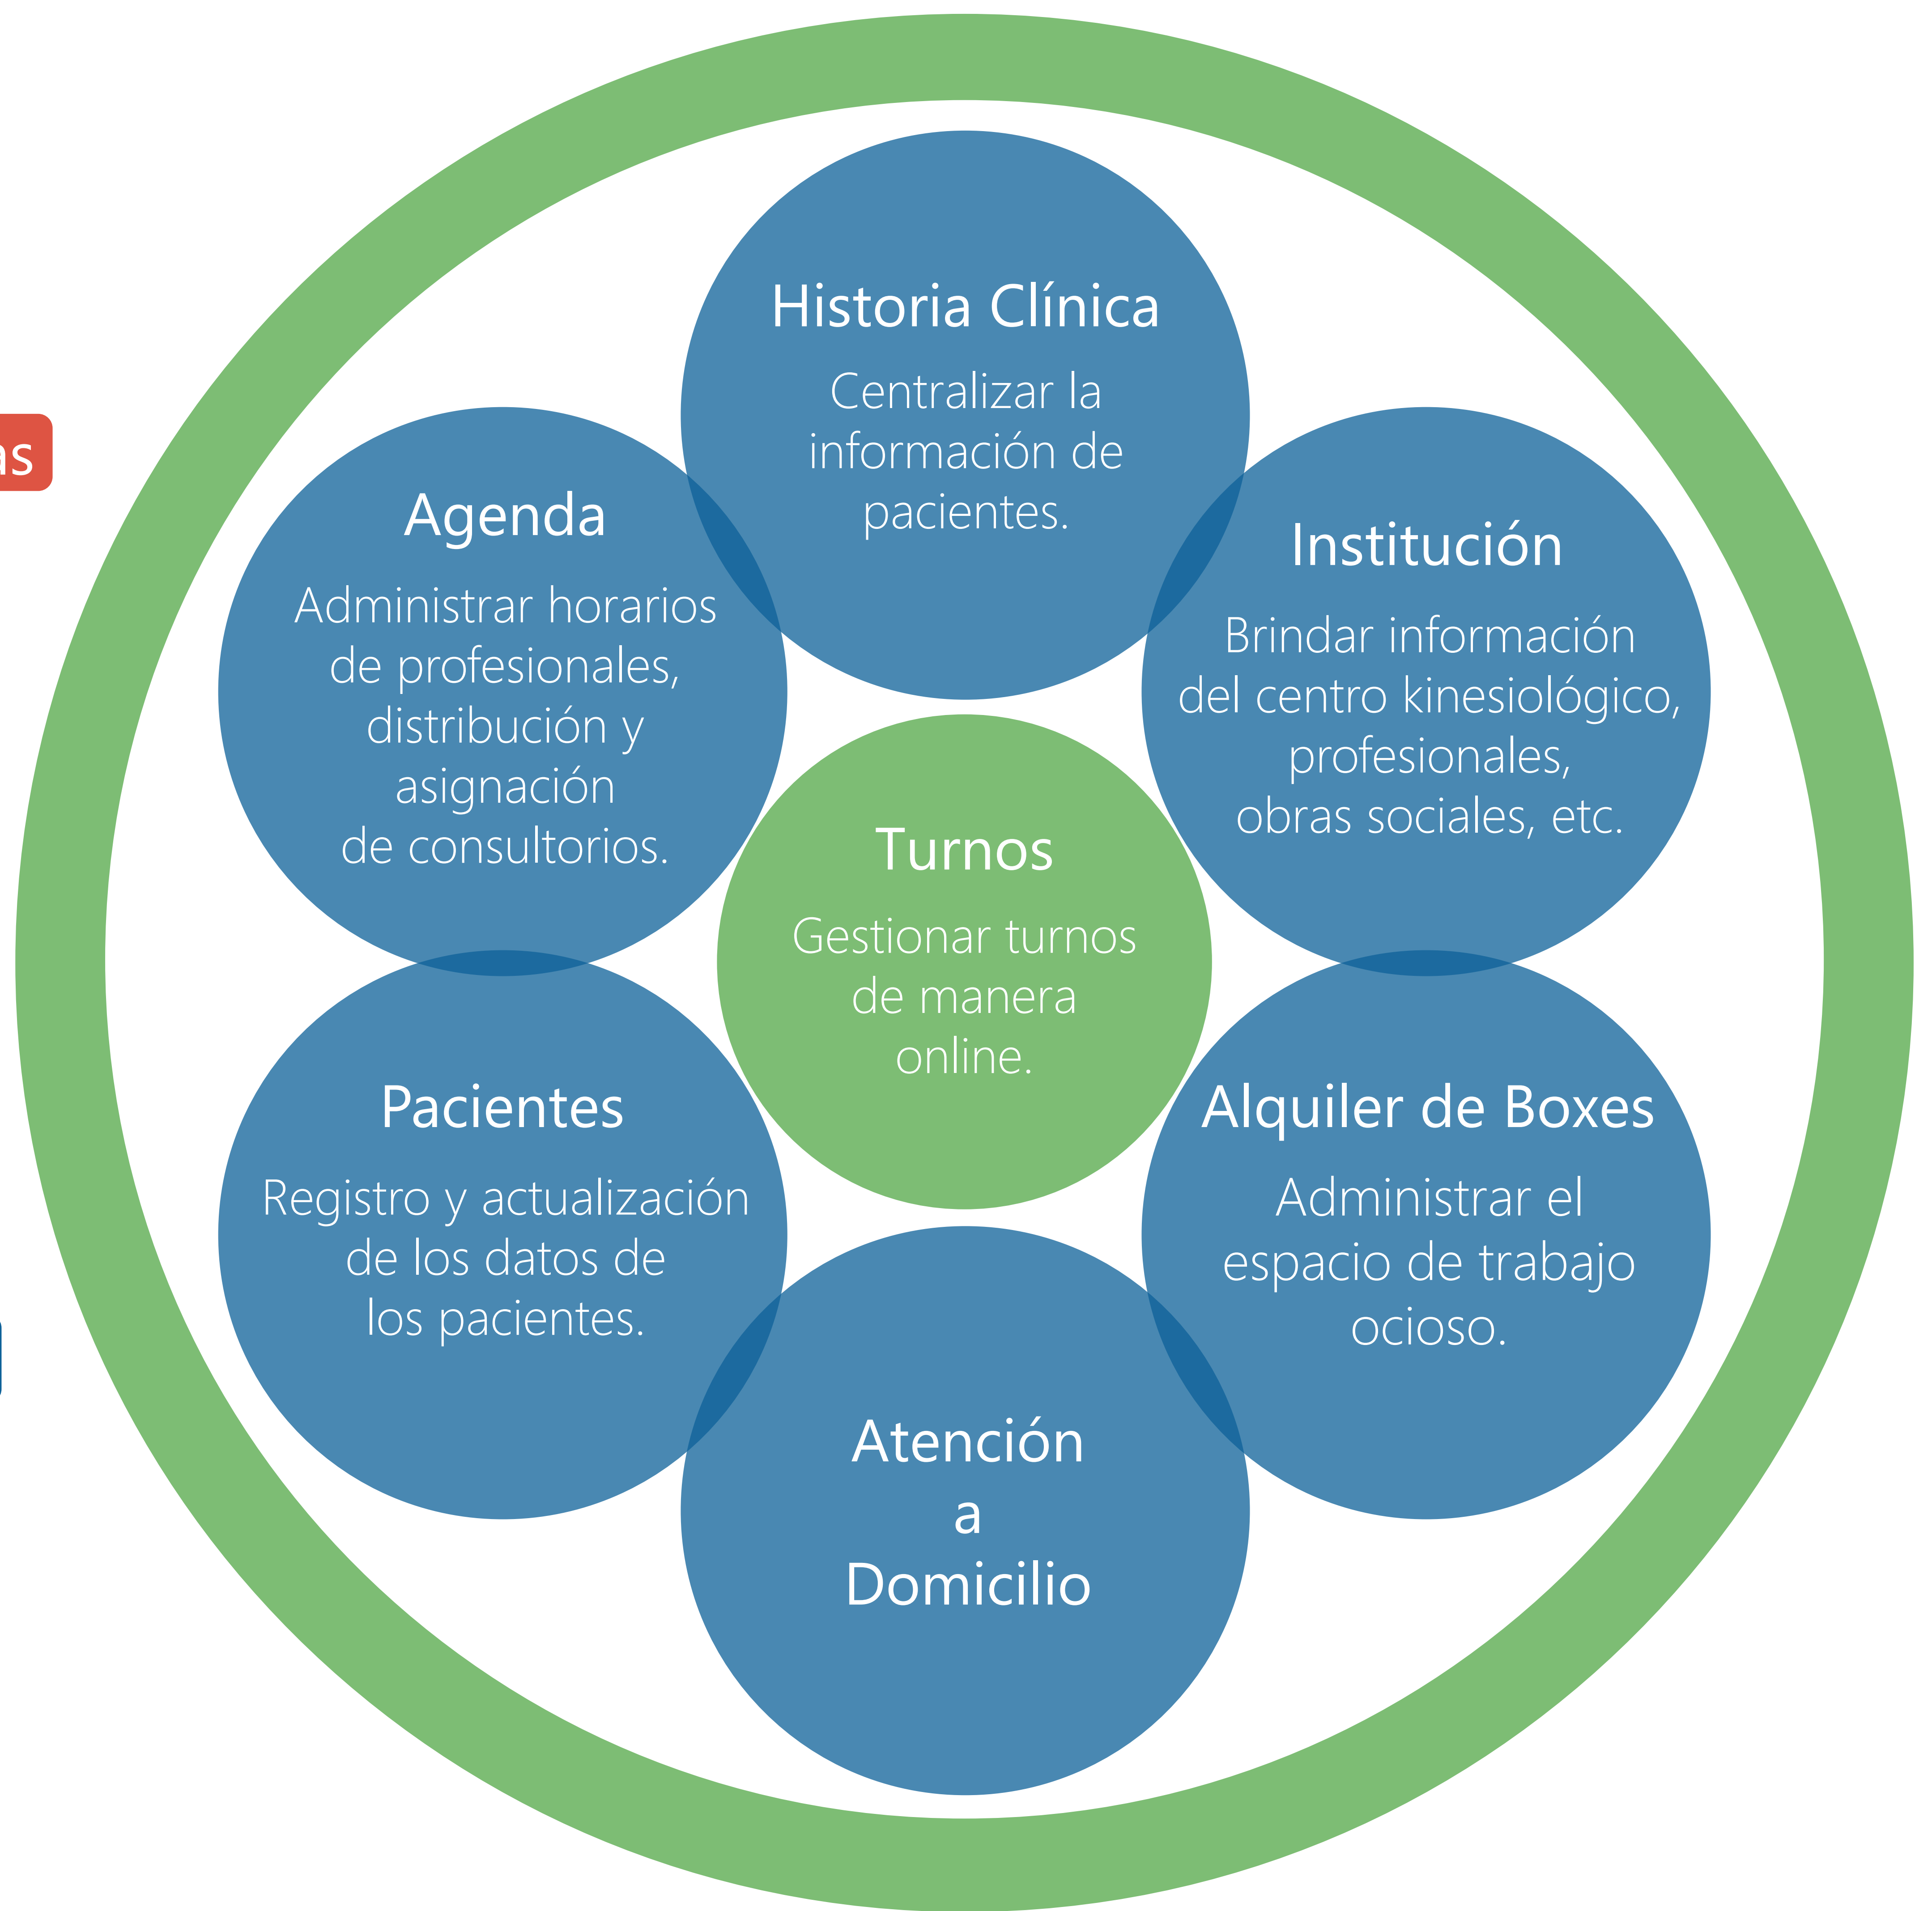 Historia Clínica
Centralizar la
información de
pacientes.
as
Agenda
Administrar horarios
de profesionales,
distribución y
asignación
de consultorios.
Institución
Brindar información
del centro kinesiológico,
profesionales,
obras sociales, etc.
Turnos
Gestionar turnos
de manera
online.
Pacientes
Registro y actualización
de los datos de
los pacientes.
Alquiler de Boxes
Administrar el
espacio de trabajo
ocioso.
Atención
a
Domicilio